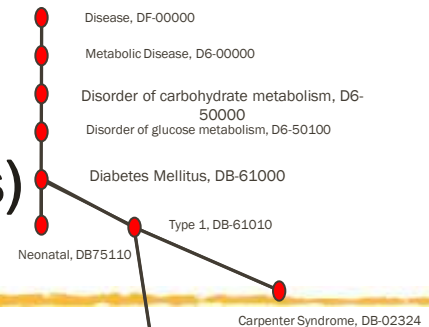 Disease, DF-00000
Metabolic Disease, D6-00000
Disorder of carbohydrate metabolism, D6-
50000
Disorder of glucose metabolism, D6-50100
s)
Diabetes Mellitus, DB-61000
Type 1, DB-61010
Neonatal, DB75110
Carpenter Syndrome, DB-02324